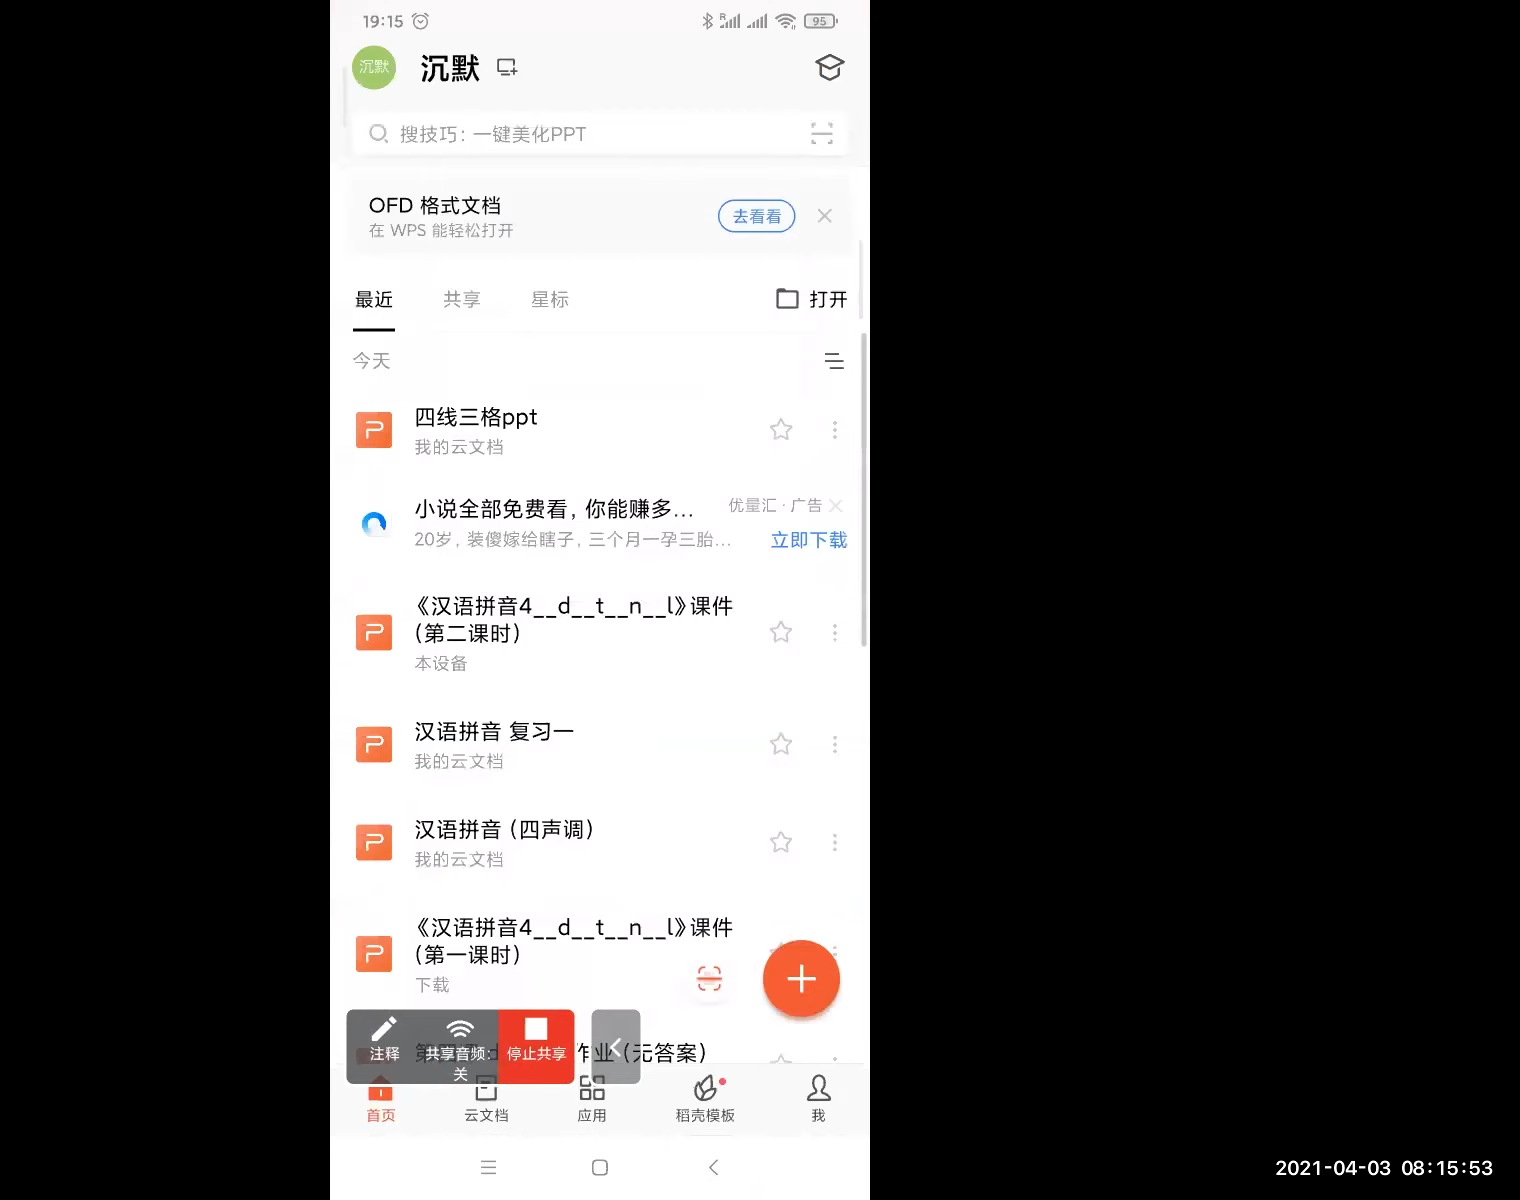 19:15
95
沉默
沉默
搜技巧：一键美化PPT
OFD 格式文档
在 WPS 能轻松打开
去看看
最近
共享
星标
打开
今天
四线三格ppt
我的云文档
小说全部免费看，你能赚多...
优量汇 · 广告
20岁，装傻嫁给瞎子，三个月一孕三胎...
立即下载
《汉语拼音4__d__t__n__l》课件
（第二课时）
本设备
汉语拼音 复习一
我的云文档
汉语拼音（四声调）
我的云文档
《汉语拼音4__d__t__n__l》课件
（第一课时）
下载
作业（无答案）
注释
共享音频：
关
停止共享
首页
云文档
应用
稻壳模板
我
2021-04-03 08:15:53